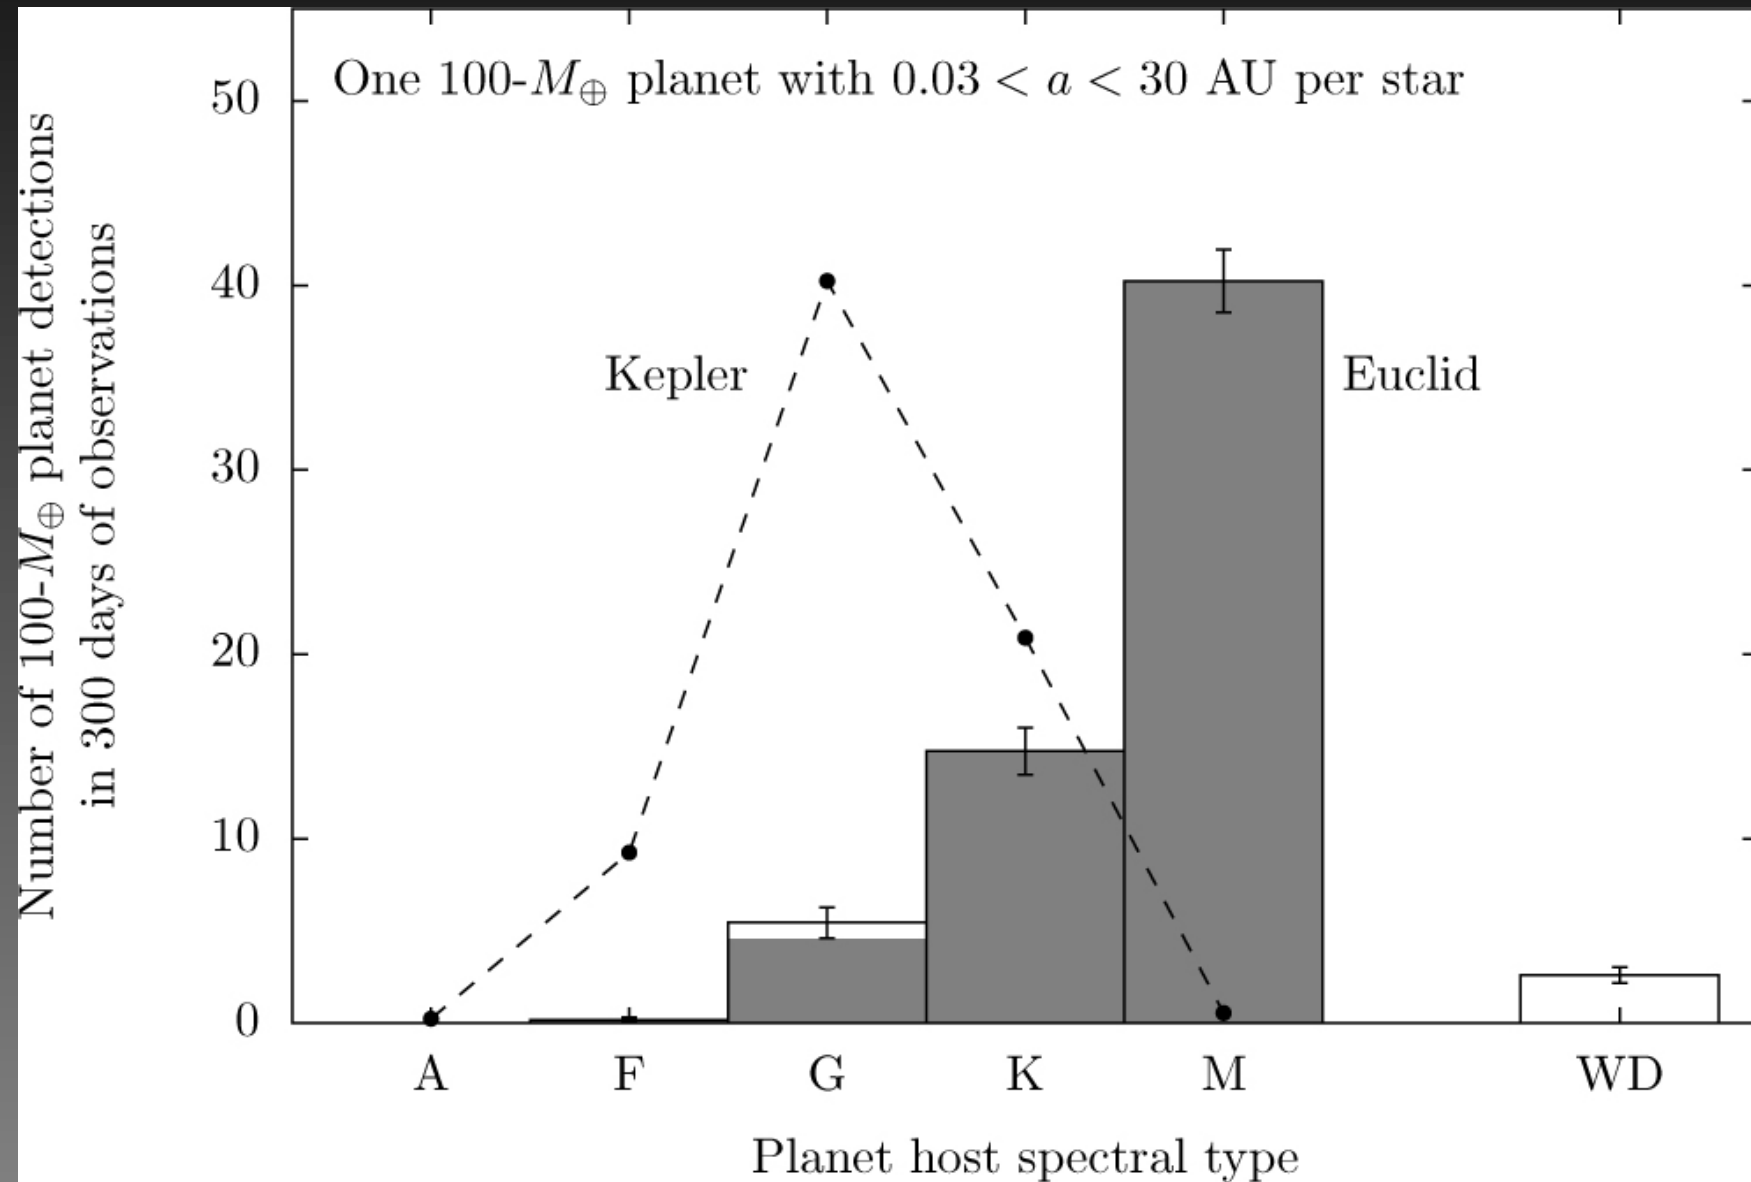 One 100-M⊕ planet with 0.03 < a < 30 AU per star
Number of 100-M⊕ planet detections
in 300 days of observations
50
40
30
20
10
0
Kepler
Euclid
A F G K M WD
Planet host spectral type